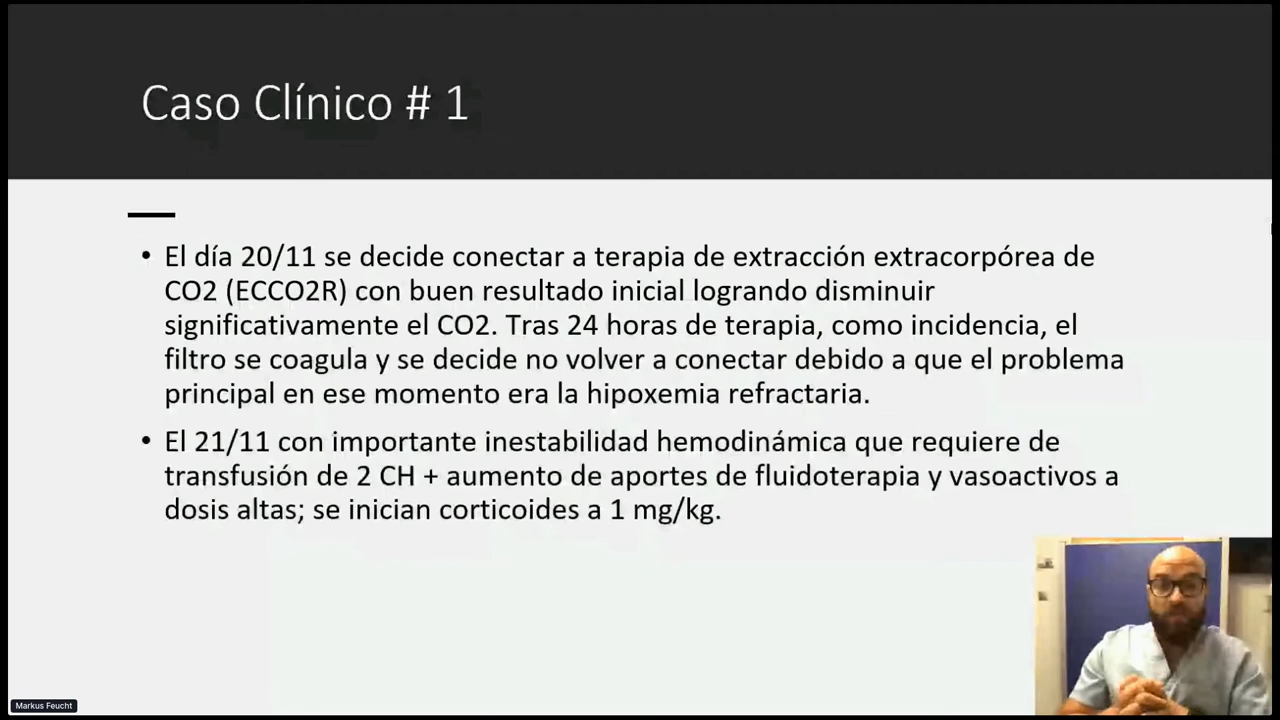 Caso Clínico # 1
• El día 20/11 se decide conectar a terapia de extracción extracorpórea de
CO2 (ECCO2R) con buen resultado inicial logrando disminuir
significativamente el CO2. Tras 24 horas de terapia, como incidencia, el
filtro se coagula y se decide no volver a conectar debido a que el problema
principal en ese momento era la hipoxemia refractaria.
• El 21/11 con importante inestabilidad hemodinámica que requiere de
transfusión de 2 CH + aumento de aportes de fluidoterapia y vasoactivos a
dosis altas; se inician corticoides a 1 mg/kg.
Markus Feucht